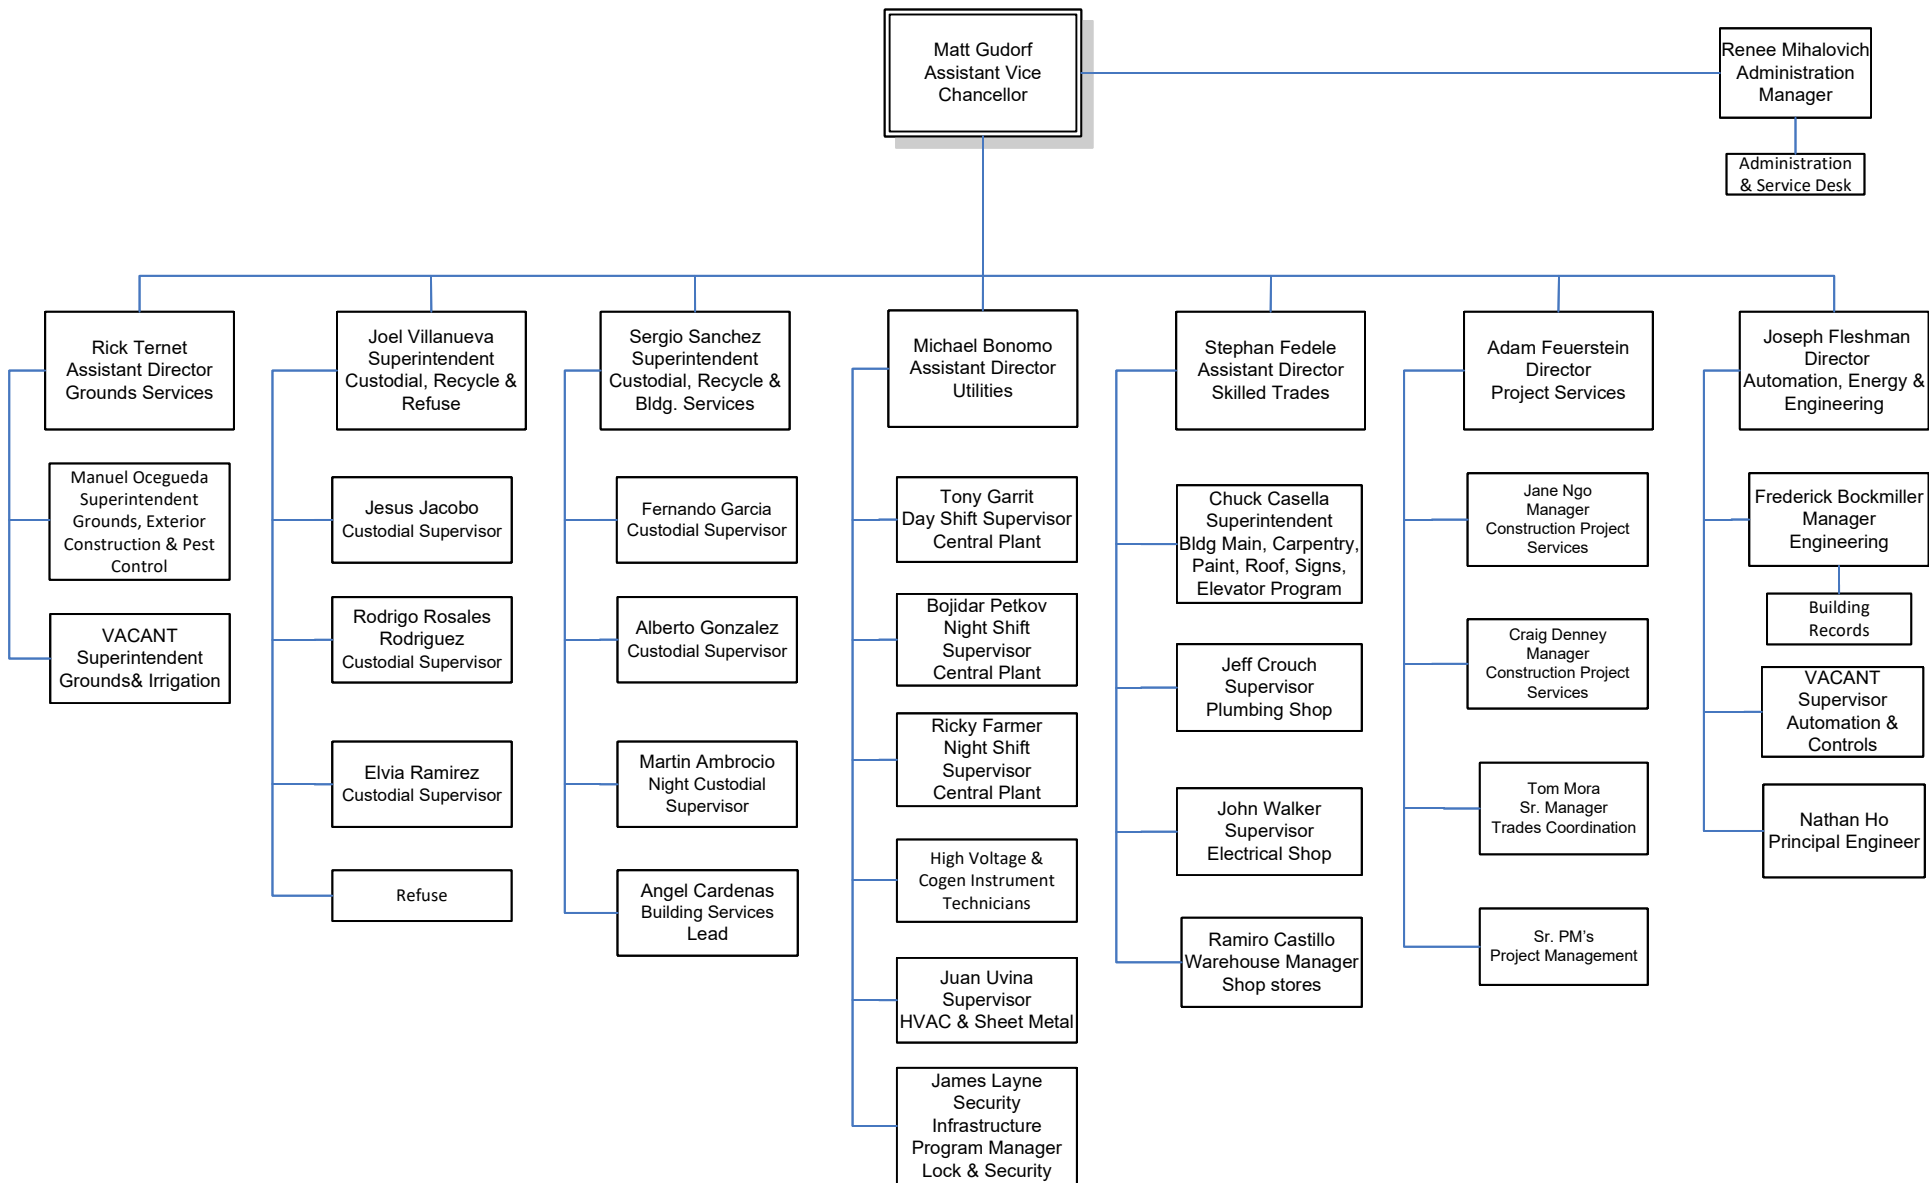 Matt Gudorf
Assistant Vice
Chancellor
Renee Mihalovich
Administration
Manager
Administration
& Service Desk
Rick Ternet
Assistant Director
Grounds Services
Manuel Ocegueda
Superintendent
Grounds, Exterior
Construction & Pest
Control
VACANT
Superintendent
Grounds& Irrigation
Joel Villanueva
Superintendent
Custodial, Recycle &
Refuse
Jesus Jacobo
Custodial Supervisor
Rodrigo Rosales
Rodriguez
Custodial Supervisor
Elvia Ramirez
Custodial Supervisor
Refuse
Sergio Sanchez
Superintendent
Custodial, Recycle &
Bldg. Services
Fernando Garcia
Custodial Supervisor
Alberto Gonzalez
Custodial Supervisor
Martin Ambrocio
Night Custodial
Supervisor
Angel Cardenas
Building Services
Lead
Michael Bonomo
Assistant Director
Utilities
Tony Garrit
Day Shift Supervisor
Central Plant
Bojidar Petkov
Night Shift
Supervisor
Central Plant
Ricky Farmer
Night Shift
Supervisor
Central Plant
High Voltage &
Cogen Instrument
Technicians
Juan Uvina
Supervisor
HVAC & Sheet Metal
James Layne
Security
Infrastructure
Program Manager
Lock & Security
Stephan Fedele
Assistant Director
Skilled Trades
Chuck Casella
Superintendent
Bldg Main, Carpentry,
Paint, Roof, Signs,
Elevator Program
Jeff Crouch
Supervisor
Plumbing Shop
John Walker
Supervisor
Electrical Shop
Ramiro Castillo
Warehouse Manager
Shop stores
Adam Feuerstein
Director
Project Services
Jane Ngo
Manager
Construction Project
Services
Craig Denney
Manager
Construction Project
Services
Tom Mora
Sr. Manager
Trades Coordination
Sr. PM’s
Project Management
Joseph Fleshman
Director
Automation, Energy &
Engineering
Frederick Bockmiller
Manager
Engineering
Building
Records
VACANT
Supervisor
Automation &
Controls
Nathan Ho
Principal Engineer